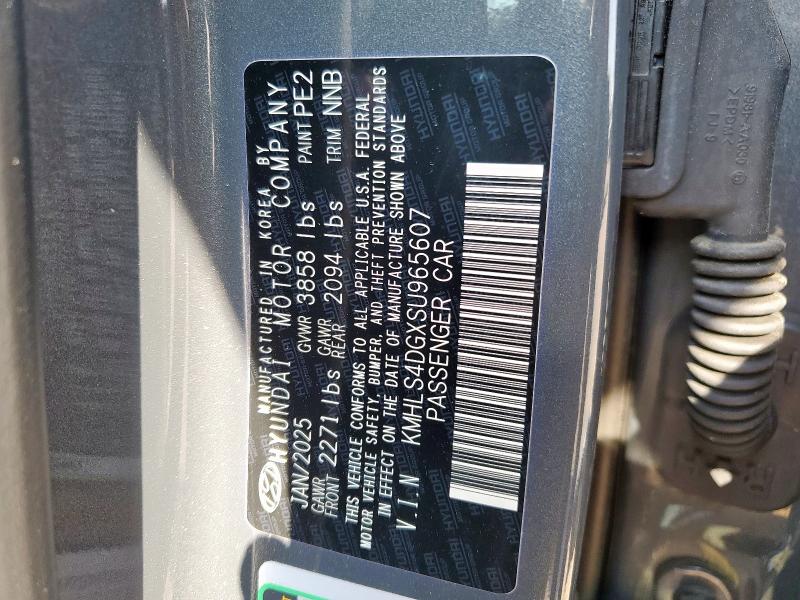 MANUFACTURED IN KOREA BY
HYUNDAI MOTOR COMPANY
JAN/2025 GVWR 3858 lbs PAINT PE2
GAWR FRONT 2271 lbs GAWR REAR 2094 lbs TRIM NNB
THIS VEHICLE CONFORMS TO ALL APPLICABLE U.S.A. FEDERAL
MOTOR VEHICLE SAFETY, BUMPER, AND THEFT PREVENTION STANDARDS
IN EFFECT ON THE DATE OF MANUFACTURE SHOWN ABOVE
V.I.N KMHLS4DGXSU965607
PASSENGER CAR